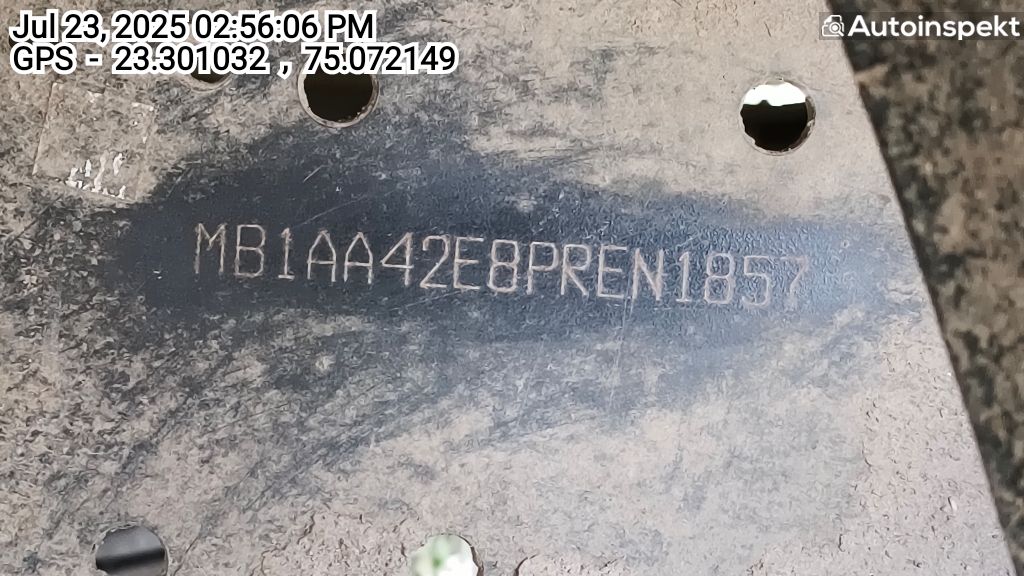 Jul 23, 2025 02:56:06 PM
Autoinspekt
GPS - 23.301032 , 75.072149
MB1AA42E8PREN1857